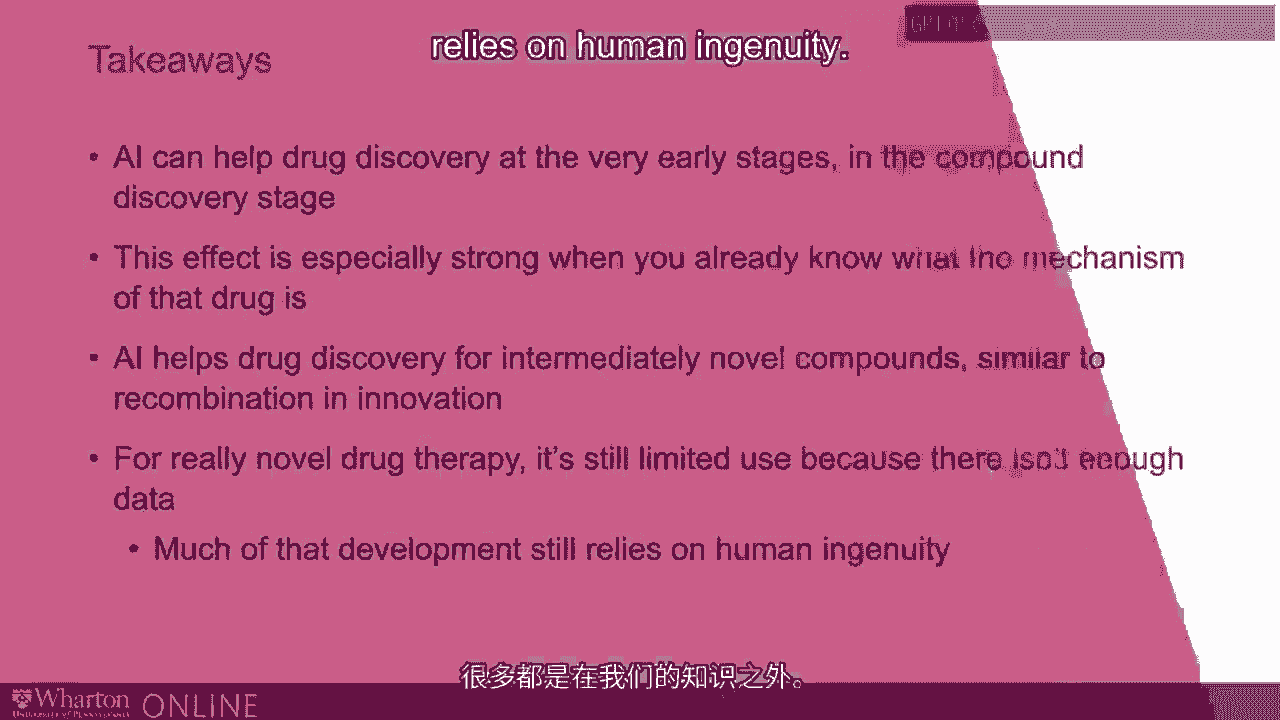 relies on human ingenuity.
Takeaways
• AI can help drug discovery at the very early stages, in the compound
discovery stage
• This effect is especially strong when you already know what the mechanism
of that drug is
• AI helps drug discovery for intermediately novel compounds, similar to
recombination in innovation
• For really novel drug therapy, it's still limited use because there isn't enough
data
• Much of that development still relies on human ingenuity
很多都是在我们的知识之外。
Wharton ONLINE